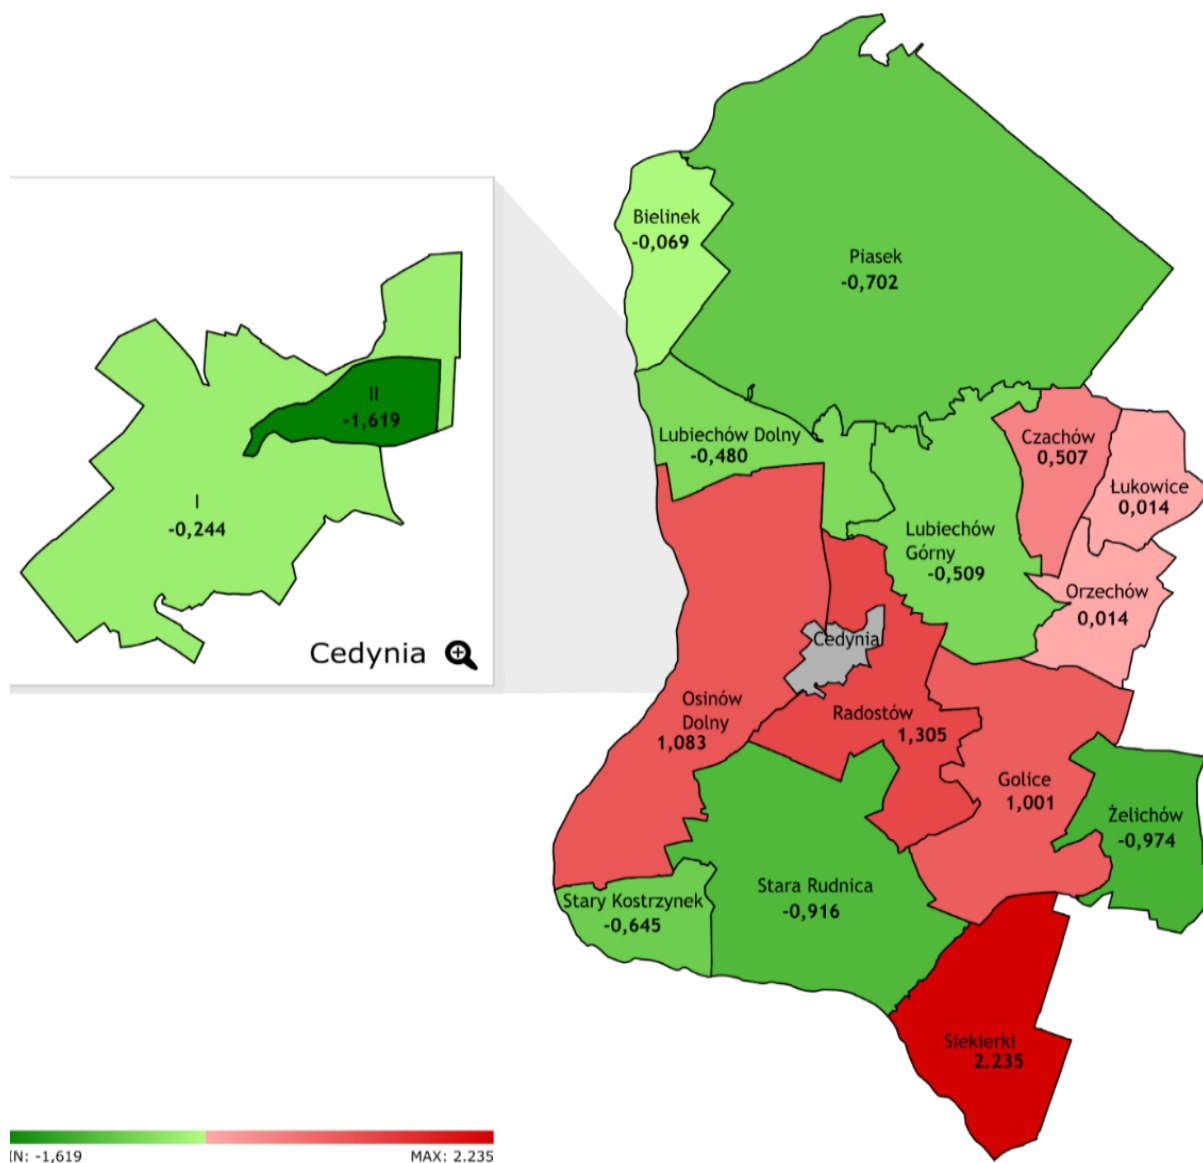 Bielinek
-0,069
Piasek
-0,702
II
-1,619
I
-0,244
Cedynia
Lubiechów Dolny
-0,480
Czachów
0,507
Łukowice
0,014
Lubiechów
Górny
-0,509
Orzechów
0,014
Cedynia
Osinów
Dolny
1,083
Radostów
1,305
Golice
1,001
Żelichów
-0,974
Stara Rudnica
-0,916
Stary Kostrzynek
-0,645
Siekierki
2.235
IN: -1,619
MAX: 2.235